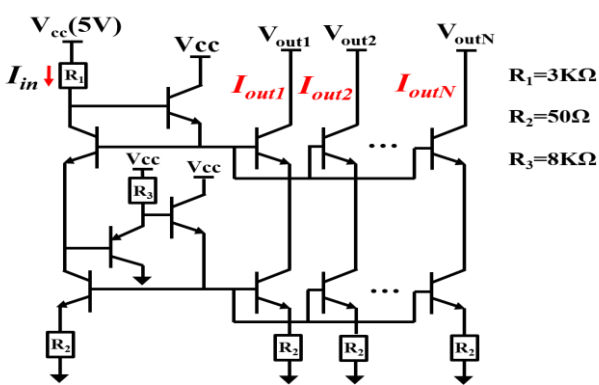 Vcc(5V)
Vcc
Vout1
Vout2
VoutN
Iin
R1
Iout1
Iout2
IoutN
R1=3KΩ
R2=50Ω
R3=8KΩ
...
Vcc
Vcc
R3
...
R2
R2
R2
R2